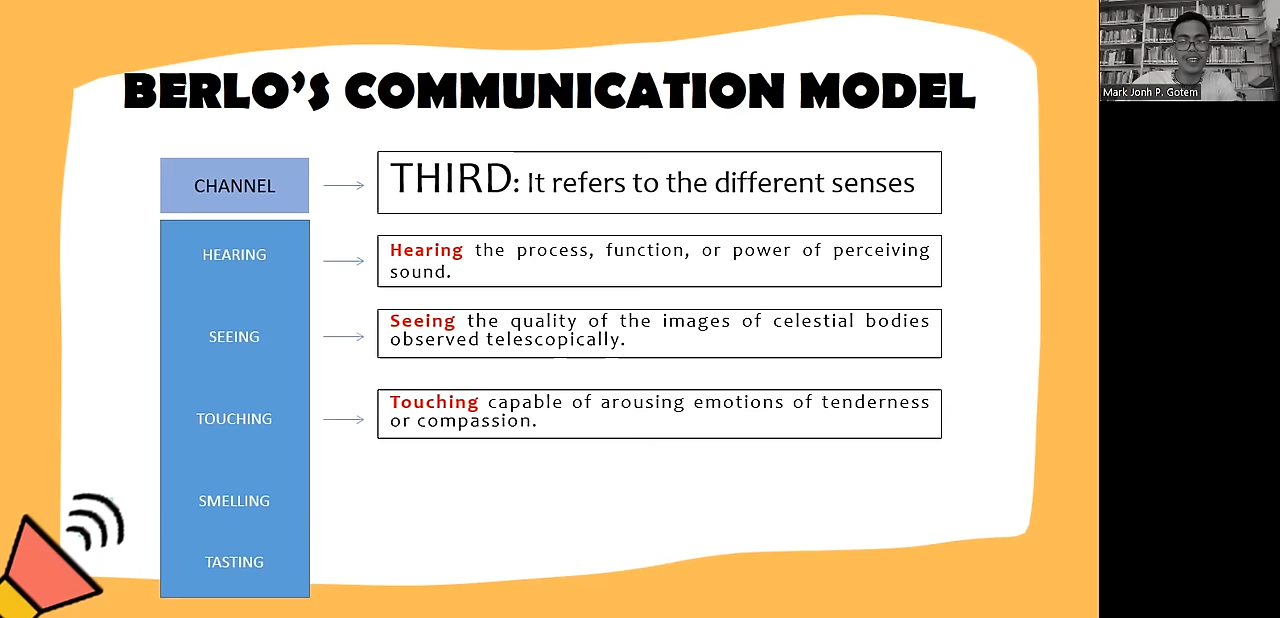 BERLO'S COMMUNICATION MODEL
CHANNEL
THIRD: It refers to the different senses
HEARING
Hearing the process, function, or power of perceiving
sound.
SEEING
Seeing the quality of the images of celestial bodies
observed telescopically.
TOUCHING
Touching capable of arousing emotions of tenderness
or compassion.
SMELLING
TASTING
Mark Jonh P. Gotem